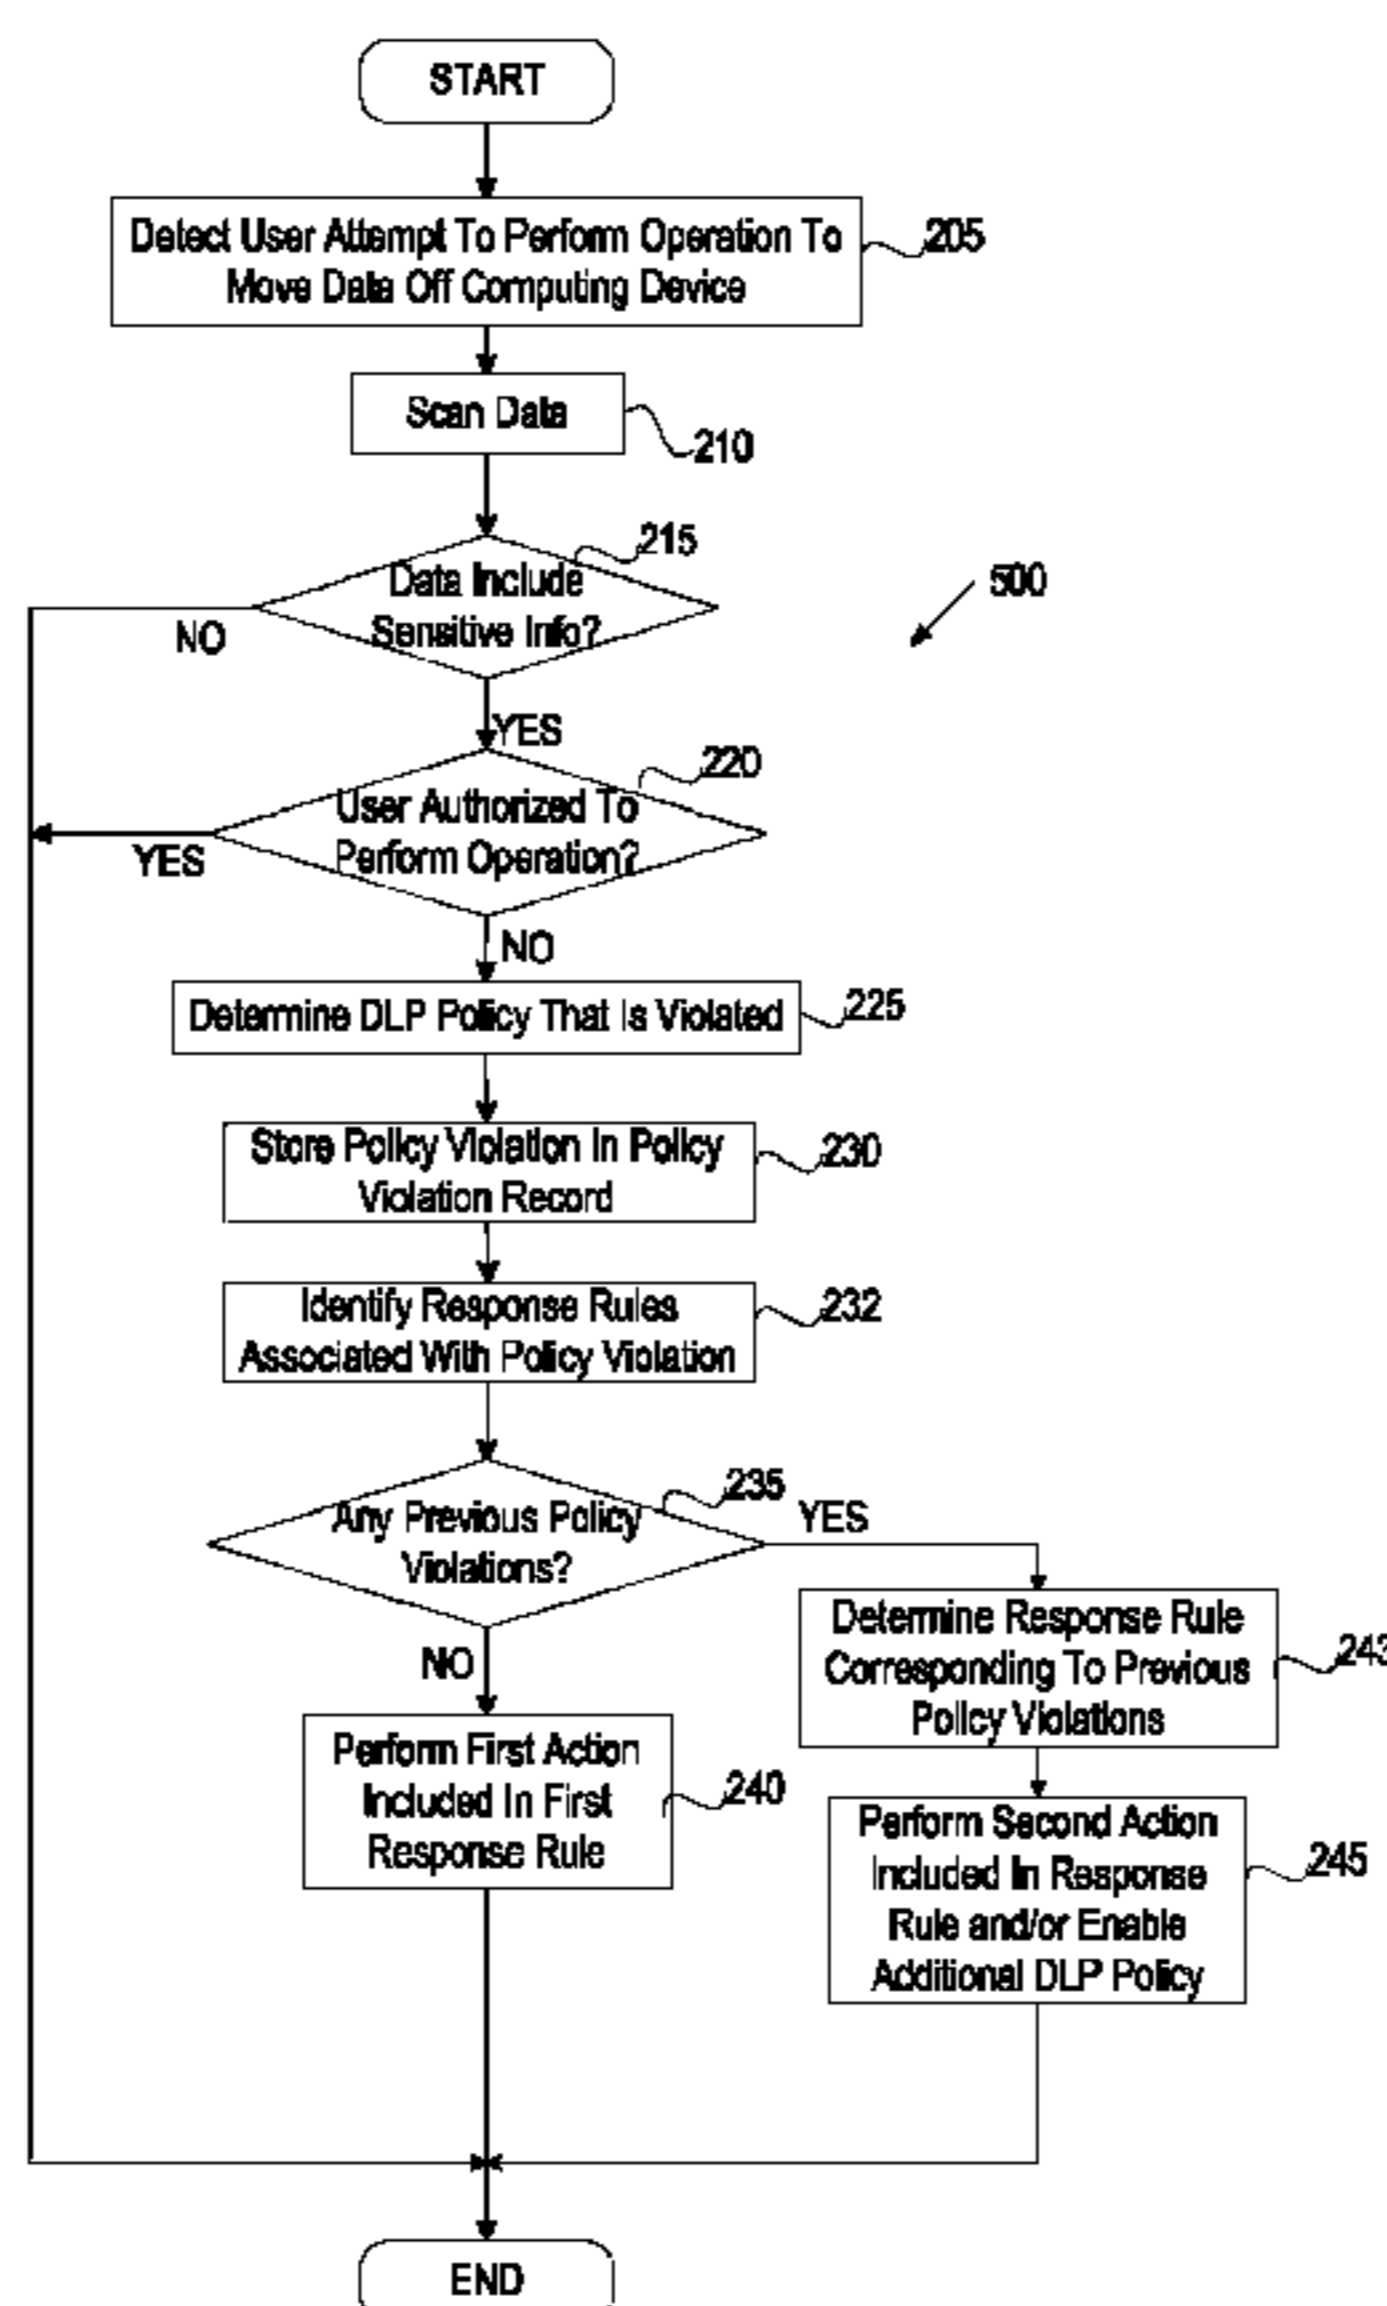 START
Detect User Attempt To Perform Operation To
Move Data Off Computing Device
205
Scan Data
210
215
Data Include
Sensitive Info?
500
NO
YES
220
User Authorized To
Perform Operation?
YES
NO
Determine DLP Policy That Is Violated
225
Store Policy Violation In Policy
Violation Record
230
Identify Response Rules
Associated With Policy Violation
232
235
Any Previous Policy
Violations?
YES
NO
Determine Response Rule
Corresponding To Previous
Policy Violations
243
Perform First Action
Included In First
Response Rule
240
Perform Second Action
Included In Response
Rule and/or Enable
Additional DLP Policy
245
END